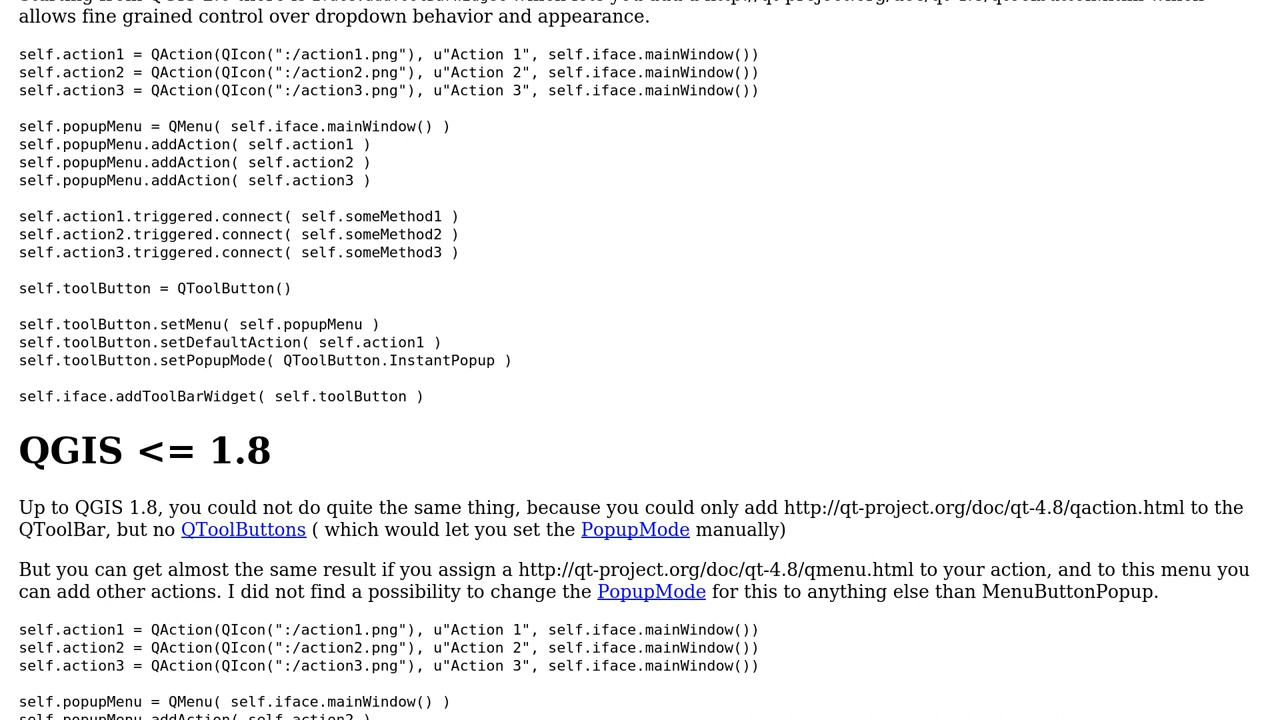 allows fine grained control over dropdown behavior and appearance.
self.action1 = QAction(QIcon(":/action1.png"), u"Action 1", self.iface.mainWindow())
self.action2 = QAction(QIcon(":/action2.png"), u"Action 2", self.iface.mainWindow())
self.action3 = QAction(QIcon(":/action3.png"), u"Action 3", self.iface.mainWindow())
self.popupMenu = QMenu( self.iface.mainWindow() )
self.popupMenu.addAction( self.action1 )
self.popupMenu.addAction( self.action2 )
self.popupMenu.addAction( self.action3 )
self.action1.triggered.connect( self.someMethod1 )
self.action2.triggered.connect( self.someMethod2 )
self.action3.triggered.connect( self.someMethod3 )
self.toolButton = QToolButton()
self.toolButton.setMenu( self.popupMenu )
self.toolButton.setDefaultAction( self.action1 )
self.toolButton.setPopupMode( QToolButton.InstantPopup )
self.iface.addToolBarWidget( self.toolButton )
QGIS <= 1.8
Up to QGIS 1.8, you could not do quite the same thing, because you could only add http://qt-project.org/doc/qt-4.8/qaction.html to the
QToolBar, but no QToolButtons ( which would let you set the PopupMode manually)
But you can get almost the same result if you assign a http://qt-project.org/doc/qt-4.8/qmenu.html to your action, and to this menu you
can add other actions. I did not find a possibility to change the PopupMode for this to anything else than MenuButtonPopup.
self.action1 = QAction(QIcon(":/action1.png"), u"Action 1", self.iface.mainWindow())
self.action2 = QAction(QIcon(":/action2.png"), u"Action 2", self.iface.mainWindow())
self.action3 = QAction(QIcon(":/action3.png"), u"Action 3", self.iface.mainWindow())
self.popupMenu = QMenu( self.iface.mainWindow() )
self.popupMenu.addAction( self.action2 )